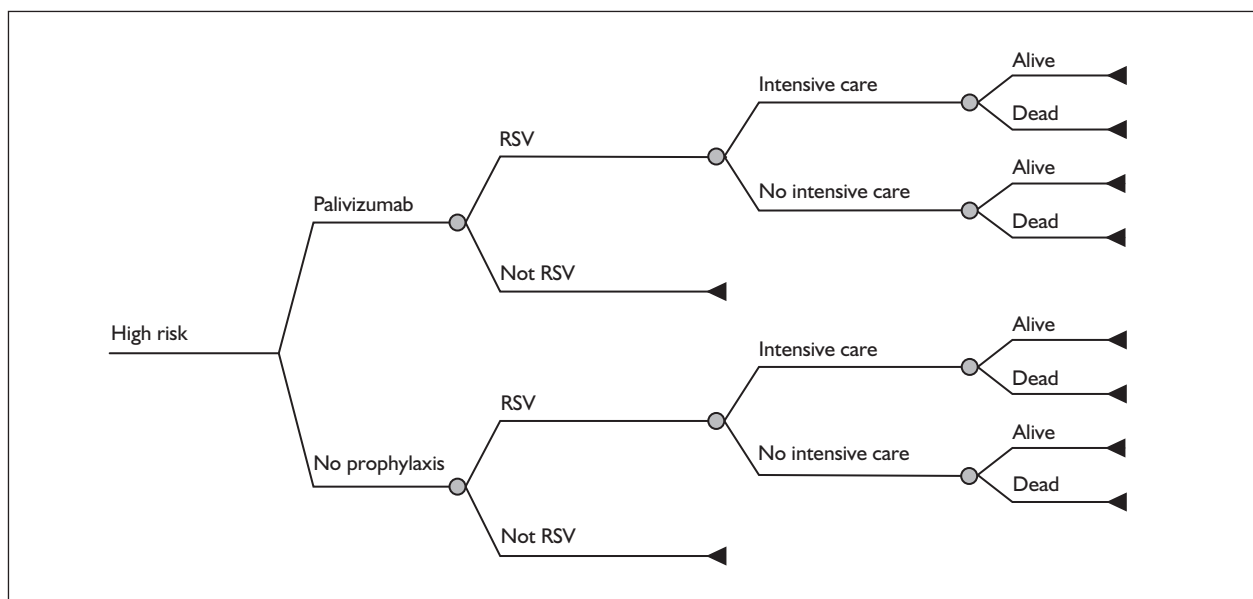 Alive
Intensive care
Dead
RSV
Alive
No intensive care
Palivizumab
Dead
Not RSV
High risk
Alive
Intensive care
Dead
RSV
Alive
No intensive care
No prophylaxis
Dead
Not RSV